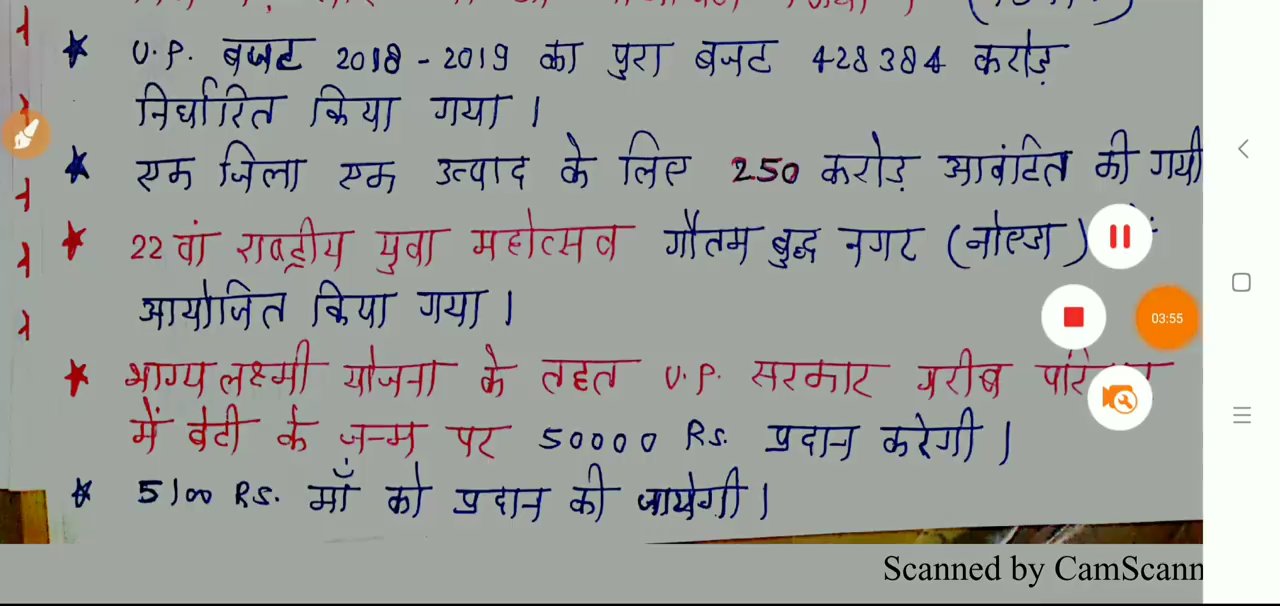 U.P. बजट 2018-2019 का पुरा बजट 428384 करोड़
निर्धारित किया गया।
एक जिला एक उत्पाद के लिए 250 करोड़ आवंटित की गयी
22 वां राष्ट्रीय युवा महोत्सव गौतम बुद्ध नगर (नोएडा)
आयोजित किया गया।
भाग्य लक्ष्मी योजना के तहत U.P. सरकार गरीब
में बेटी के जन्म पर 50000 Rs. प्रदान करेगी।
5100 Rs. माँ को प्रदान की जायेगी।
03:55
Scanned by CamScann